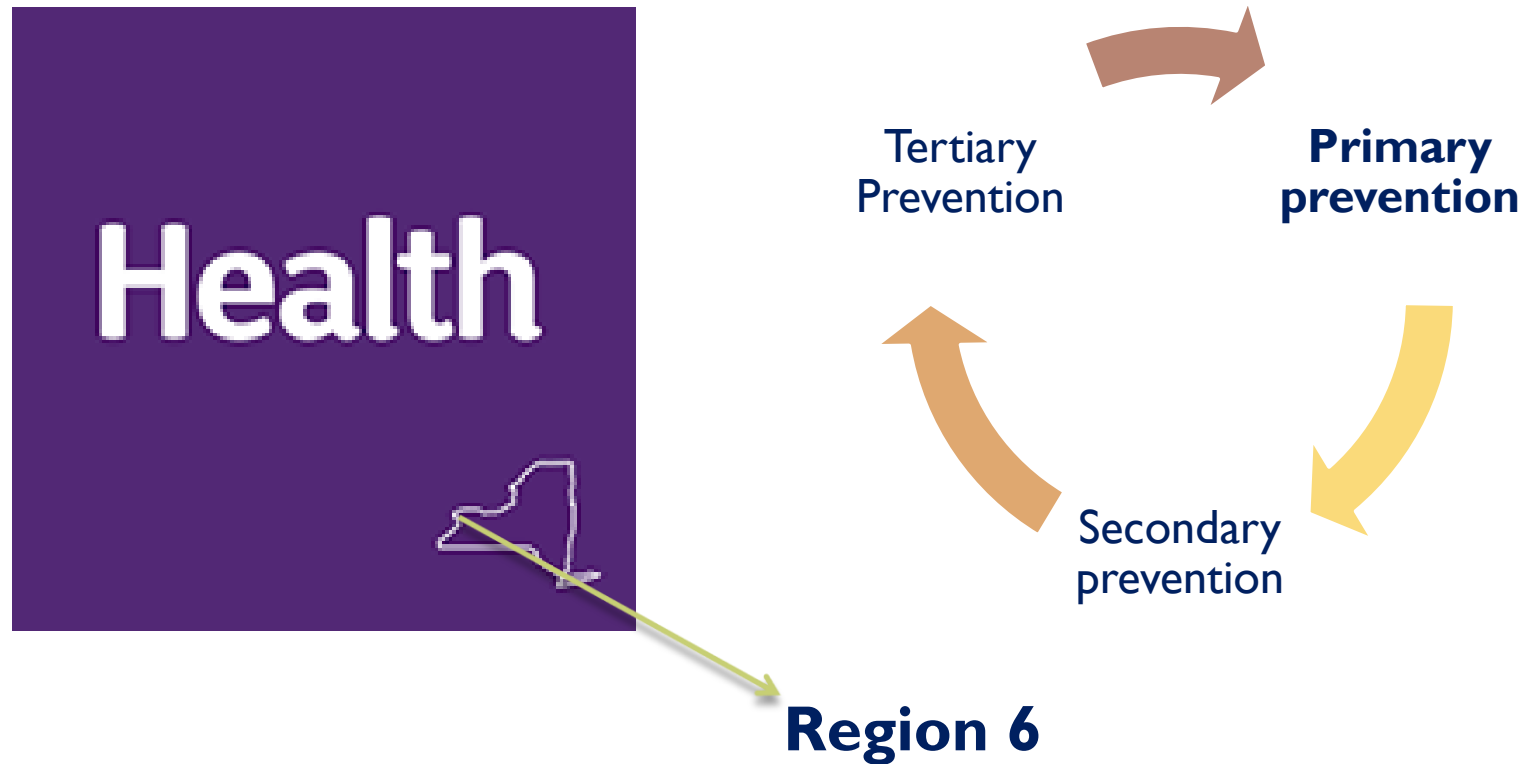 Health
Tertiary
Prevention
Primary
prevention
Secondary
prevention
Region 6